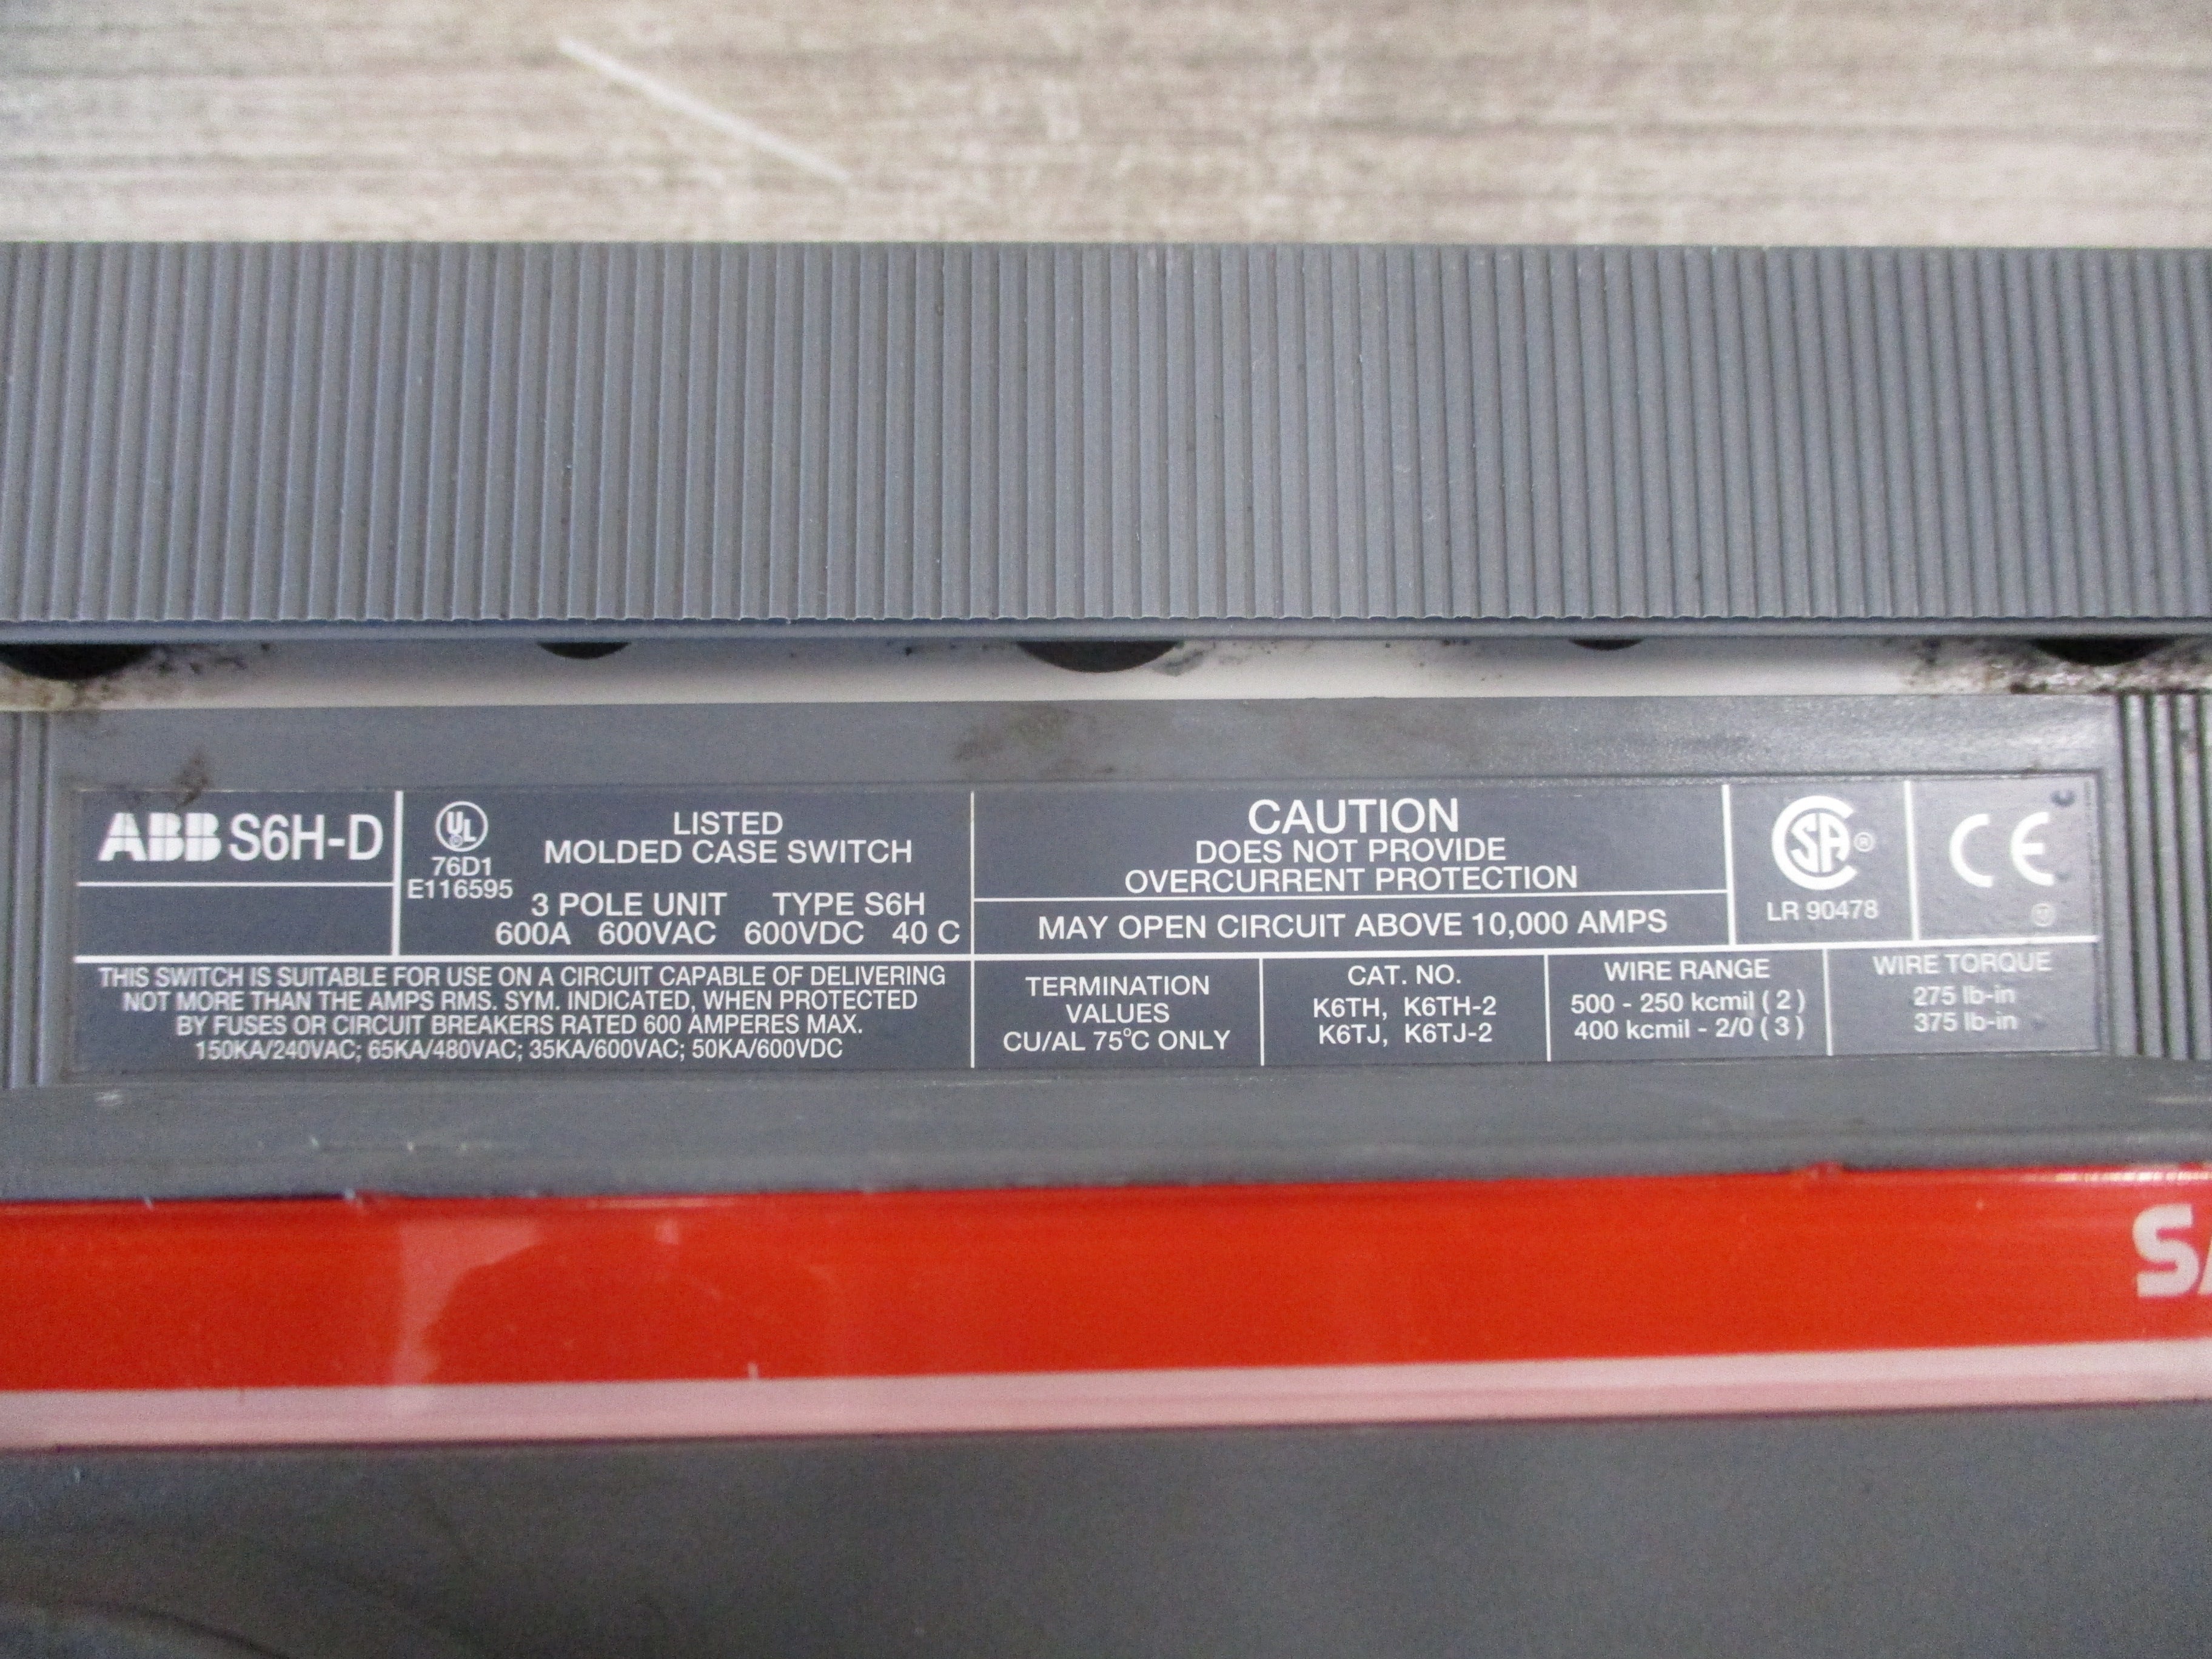 ABB S6H-D
UL
76D1
E116595
LISTED
MOLDED CASE SWITCH
3 POLE UNIT TYPE S6H
600A 600VAC 600VDC 40 C
CAUTION
DOES NOT PROVIDE
OVERCURRENT PROTECTION
MAY OPEN CIRCUIT ABOVE 10,000 AMPS
SA ®
LR 90478
CE
THIS SWITCH IS SUITABLE FOR USE ON A CIRCUIT CAPABLE OF DELIVERING
NOT MORE THAN THE AMPS RMS. SYM. INDICATED, WHEN PROTECTED
BY FUSES OR CIRCUIT BREAKERS RATED 600 AMPERES MAX.
150KA/240VAC; 65KA/480VAC; 35KA/600VAC; 50KA/600VDC
TERMINATION
VALUES
CU/AL 75°C ONLY
CAT. NO.
K6TH, K6TH-2
K6TJ, K6TJ-2
WIRE RANGE
500 - 250 kcmil ( 2 )
400 kcmil - 2/0 ( 3 )
WIRE TORQUE
275 lb-in
375 lb-in